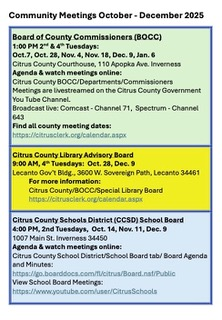 Community Meetings October - December 2025
Board of County Commissioners (BOCC)
1:00 PM 2nd & 4th Tuesdays:
Oct.7, Oct. 28, Nov. 4, Nov. 18, Dec. 9, Jan. 6
Citrus County Courthouse, 110 Apopka Ave. Inverness
Agenda & watch meetings online:
Citrus County BOCC/Departments/Commissioners
Meetings are livestreamed on the Citrus County Government
You Tube Channel.
Broadcast live: Comcast - Channel 71, Spectrum - Channel
643
Find all county meeting dates:
https://citrusclerk.org/calendar.aspx
Citrus County Library Advisory Board
9:00 AM, 4th Tuesdays: Oct. 28, Dec. 9
Lecanto Gov't Bldg., 3600 W. Sovereign Path, Lecanto 34461
For more information:
Citrus County/BOCC/Special Library Board
https://citrusclerk.org/calendar.aspx
Citrus County Schools District (CCSD) School Board
4:00 PM, 2nd Tuesdays, Oct. 14, Nov. 11, Dec. 9
1007 Main St. Inverness 34450
Agenda & watch meetings online:
Citrus County School District/School Board tab/ Board Agenda
and Minutes:
https://go.boarddocs.com/fl/citrus/Board.nsf/Public
View School Board Meetings:
https://www.youtube.com/user/CitrusSchools